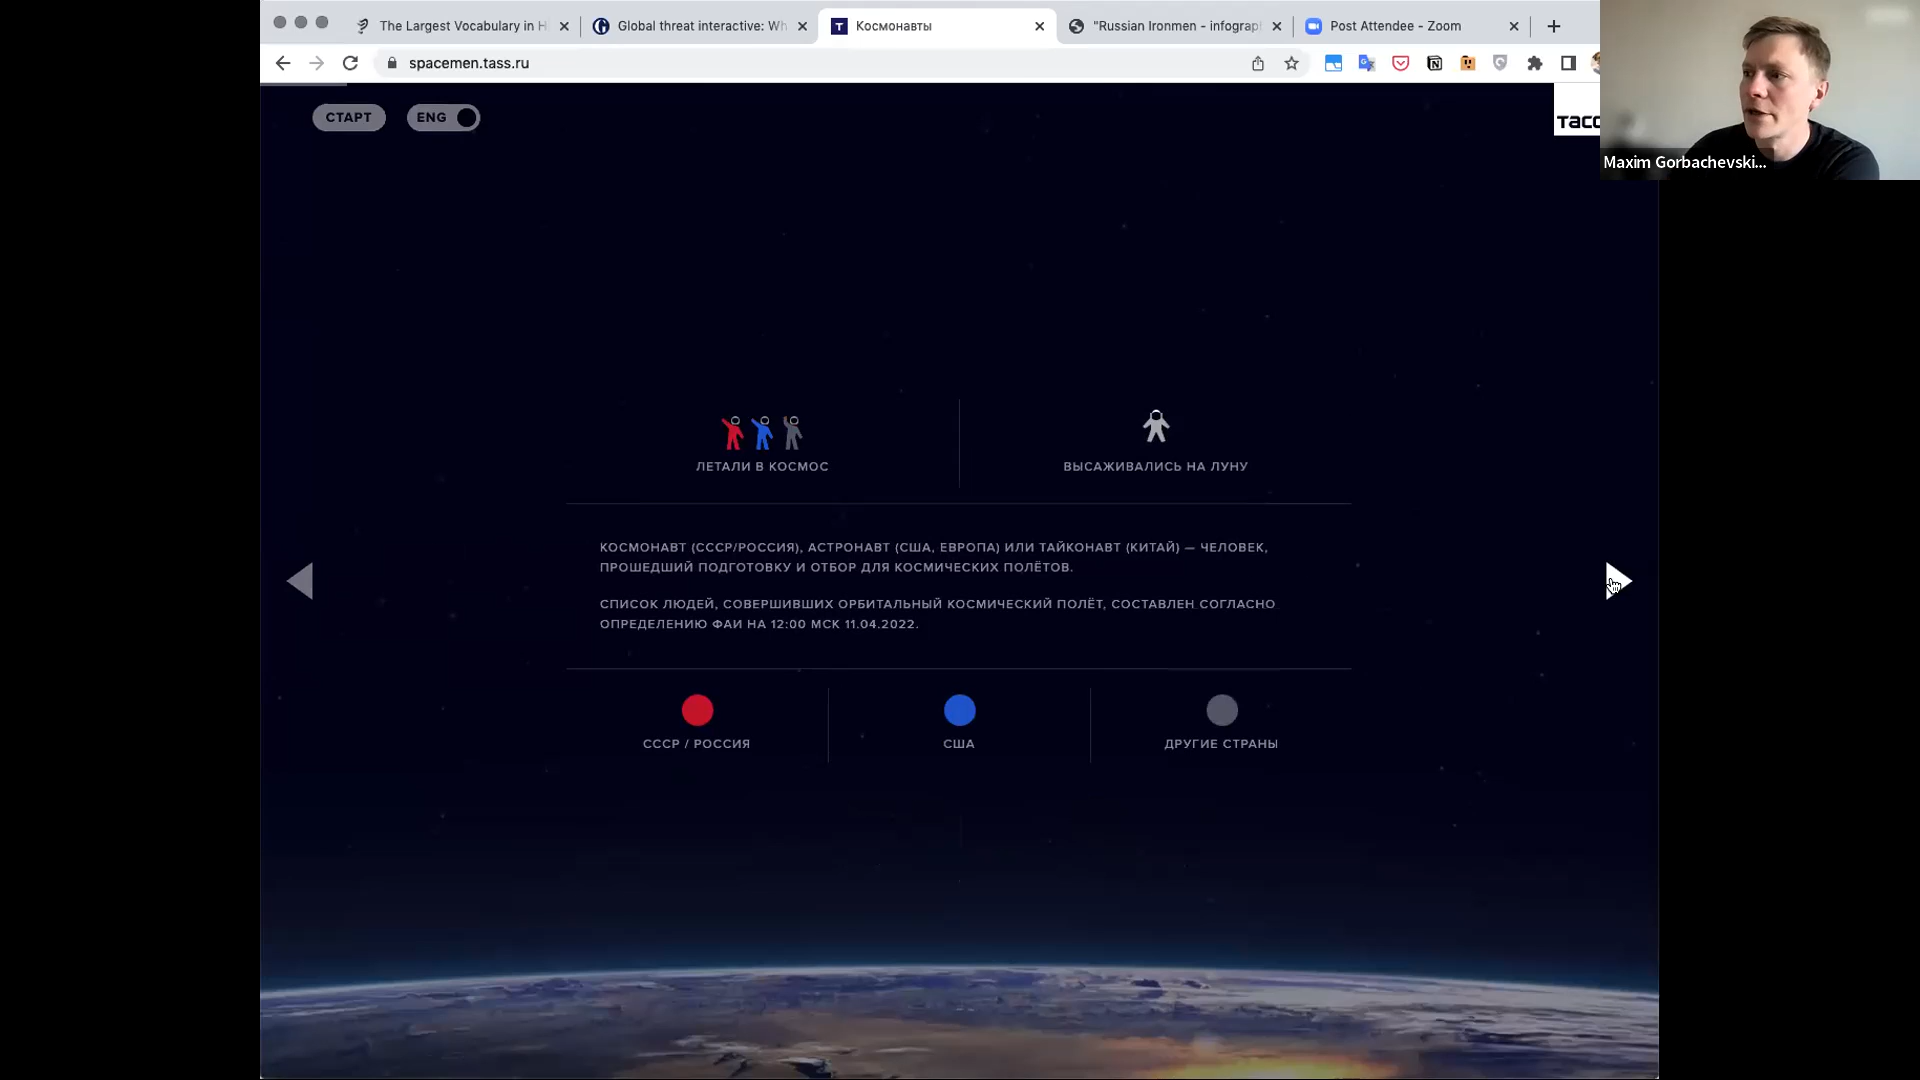 The Largest Vocabulary in H
Global threat interactive: Wh
Космонавты
"Russian Ironmen - infograp
Post Attendee - Zoom
spacemen.tass.ru
СТАРТ
ENG
ТАСС
Maxim Gorbachevski...
ЛЕТАЛИ В КОСМОС
ВЫСАЖИВАЛИСЬ НА ЛУНУ
КОСМОНАВТ (СССР/РОССИЯ), АСТРОНАВТ (США, ЕВРОПА) ИЛИ ТАЙКОНАВТ (КИТАЙ) — ЧЕЛОВЕК,
ПРОШЕДШИЙ ПОДГОТОВКУ И ОТБОР ДЛЯ КОСМИЧЕСКИХ ПОЛЁТОВ.
СПИСОК ЛЮДЕЙ, СОВЕРШИВШИХ ОРБИТАЛЬНЫЙ КОСМИЧЕСКИЙ ПОЛЁТ, СОСТАВЛЕН СОГЛАСНО
ОПРЕДЕЛЕНИЮ ФАИ НА 12:00 МСК 11.04.2022.
СССР / РОССИЯ
США
ДРУГИЕ СТРАНЫ